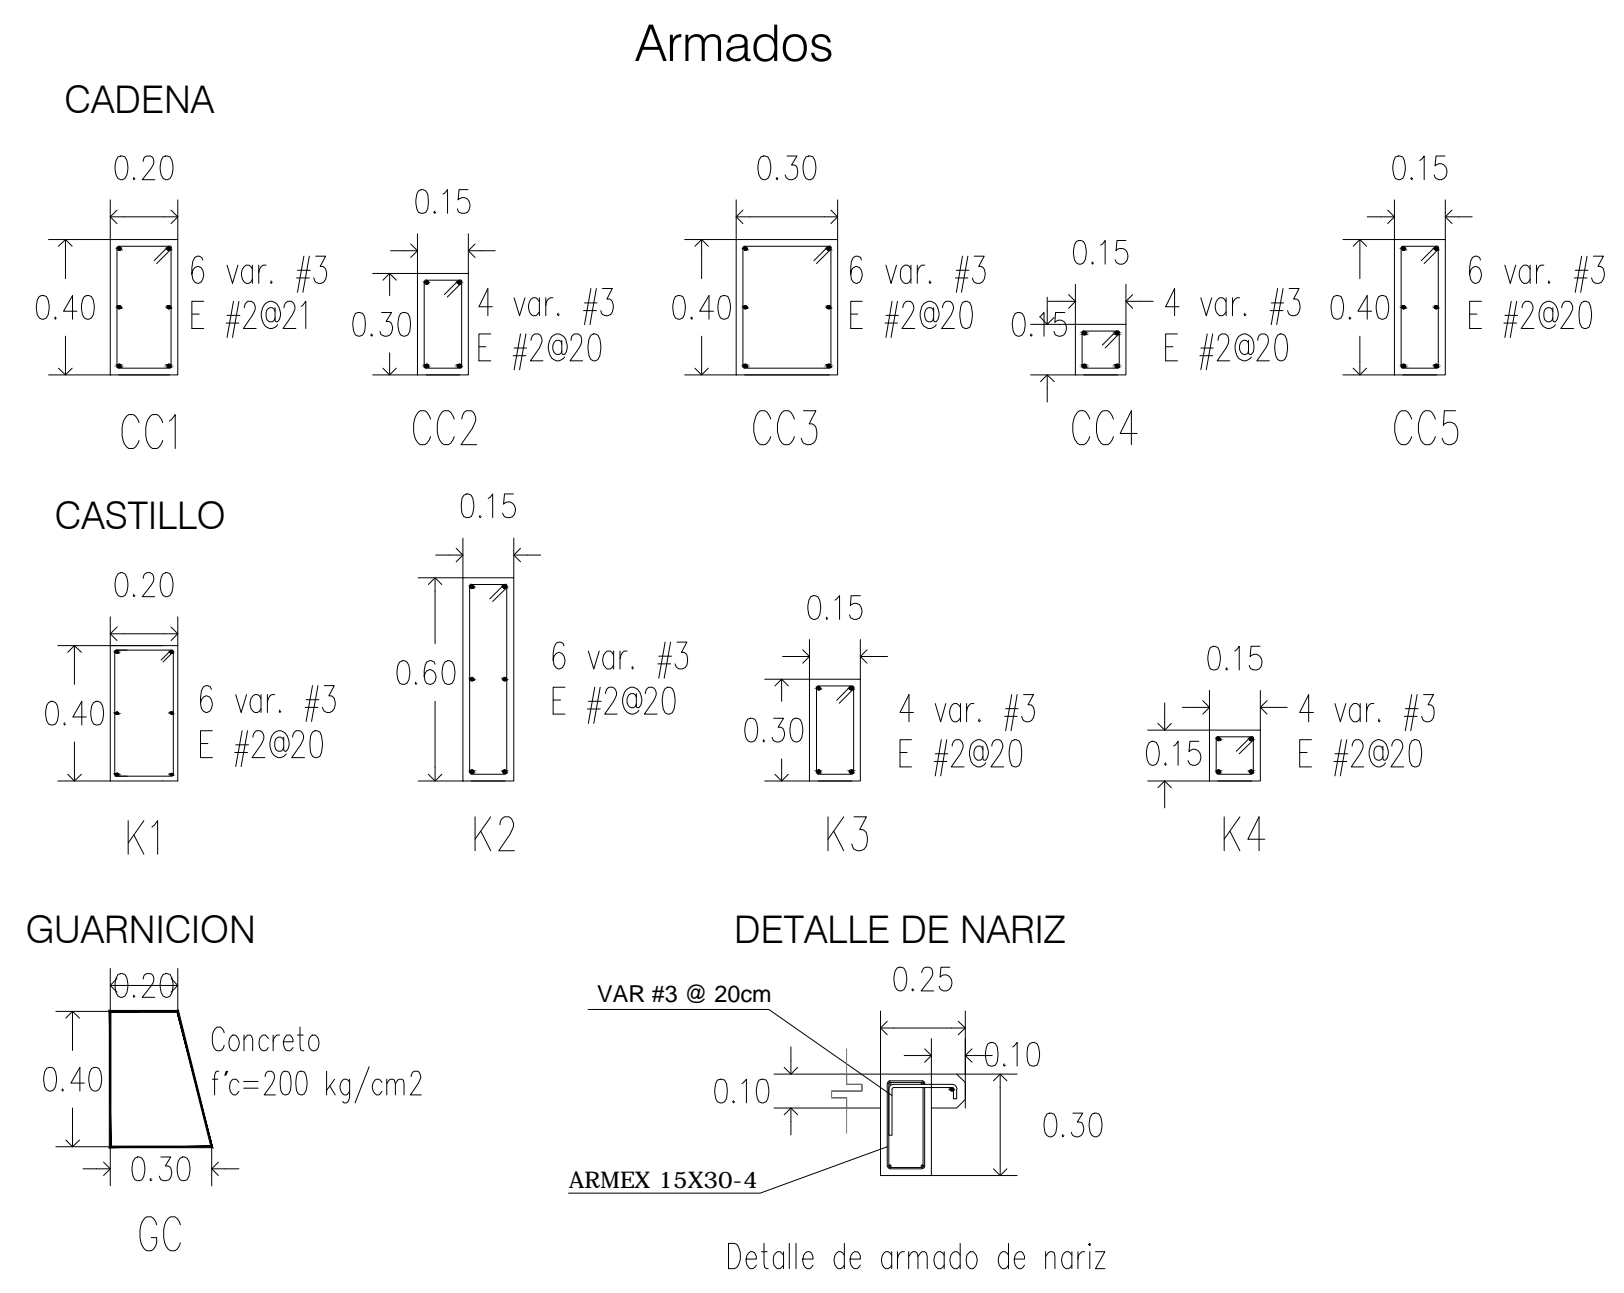 Armados
CADENA
0.20
0.40
6 var. #3
E #2@21
CC1
0.15
0.30
4 var. #3
E #2@20
CC2
0.30
0.40
6 var. #3
E #2@20
CC3
0.15
0.15
4 var. #3
E #2@20
CC4
0.15
0.40
6 var. #3
E #2@20
CC5
CASTILLO
0.20
0.40
6 var. #3
E #2@20
K1
0.15
0.60
6 var. #3
E #2@20
K2
0.15
0.30
4 var. #3
E #2@20
K3
0.15
0.15
4 var. #3
E #2@20
K4
GUARNICION
0.20
0.40
Concreto
f'c=200 kg/cm2
0.30
GC
DETALLE DE NARIZ
0.25
VAR #3 @ 20cm
0.10
0.10
0.30
ARMEX 15X30-4
Detalle de armado de nariz